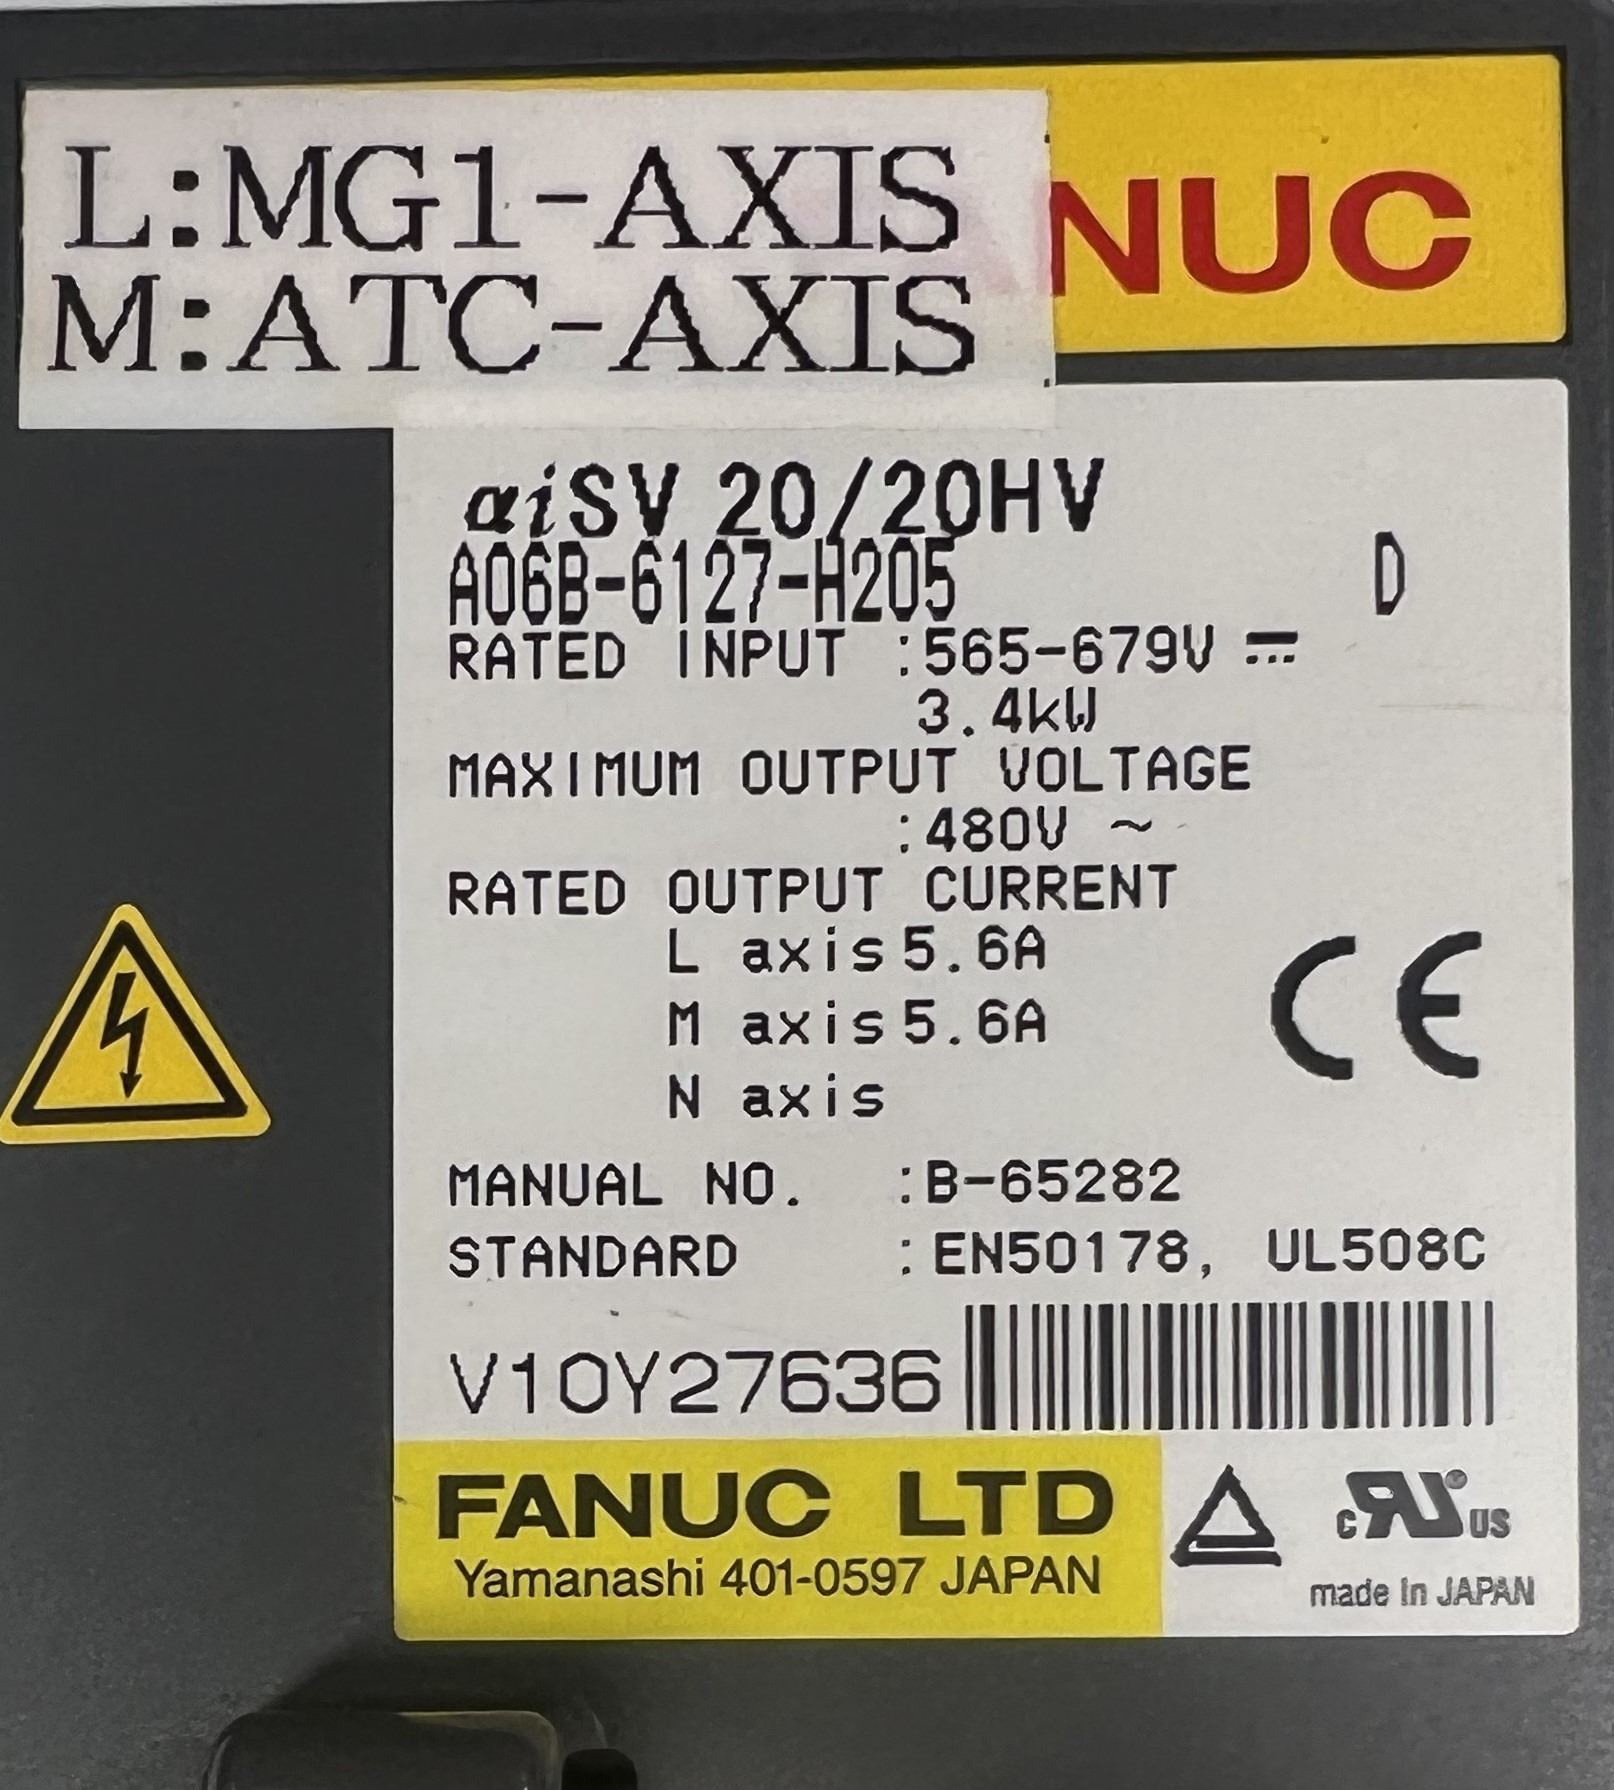 L:MG1-AXIS
M:ATC-AXIS
NUC
αiSV 20/20HV
A06B-6127-H205
D
RATED INPUT :565-679V ⎓
3.4kW
MAXIMUM OUTPUT VOLTAGE
:480V ~
RATED OUTPUT CURRENT
L axis 5.6A
M axis 5.6A
N axis
CE
MANUAL NO. :B-65282
STANDARD :EN50178, UL508C
V10Y27636
FANUC LTD
Yamanashi 401-0597 JAPAN
c RU US
made in JAPAN